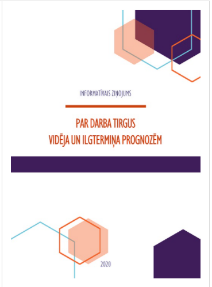 INFORMATĪVAIS ZIŅOJUMS
PAR DARBA TIRGUS
VIDĒJA UN ILGTERMIŅA PROGNOZĒM
2020